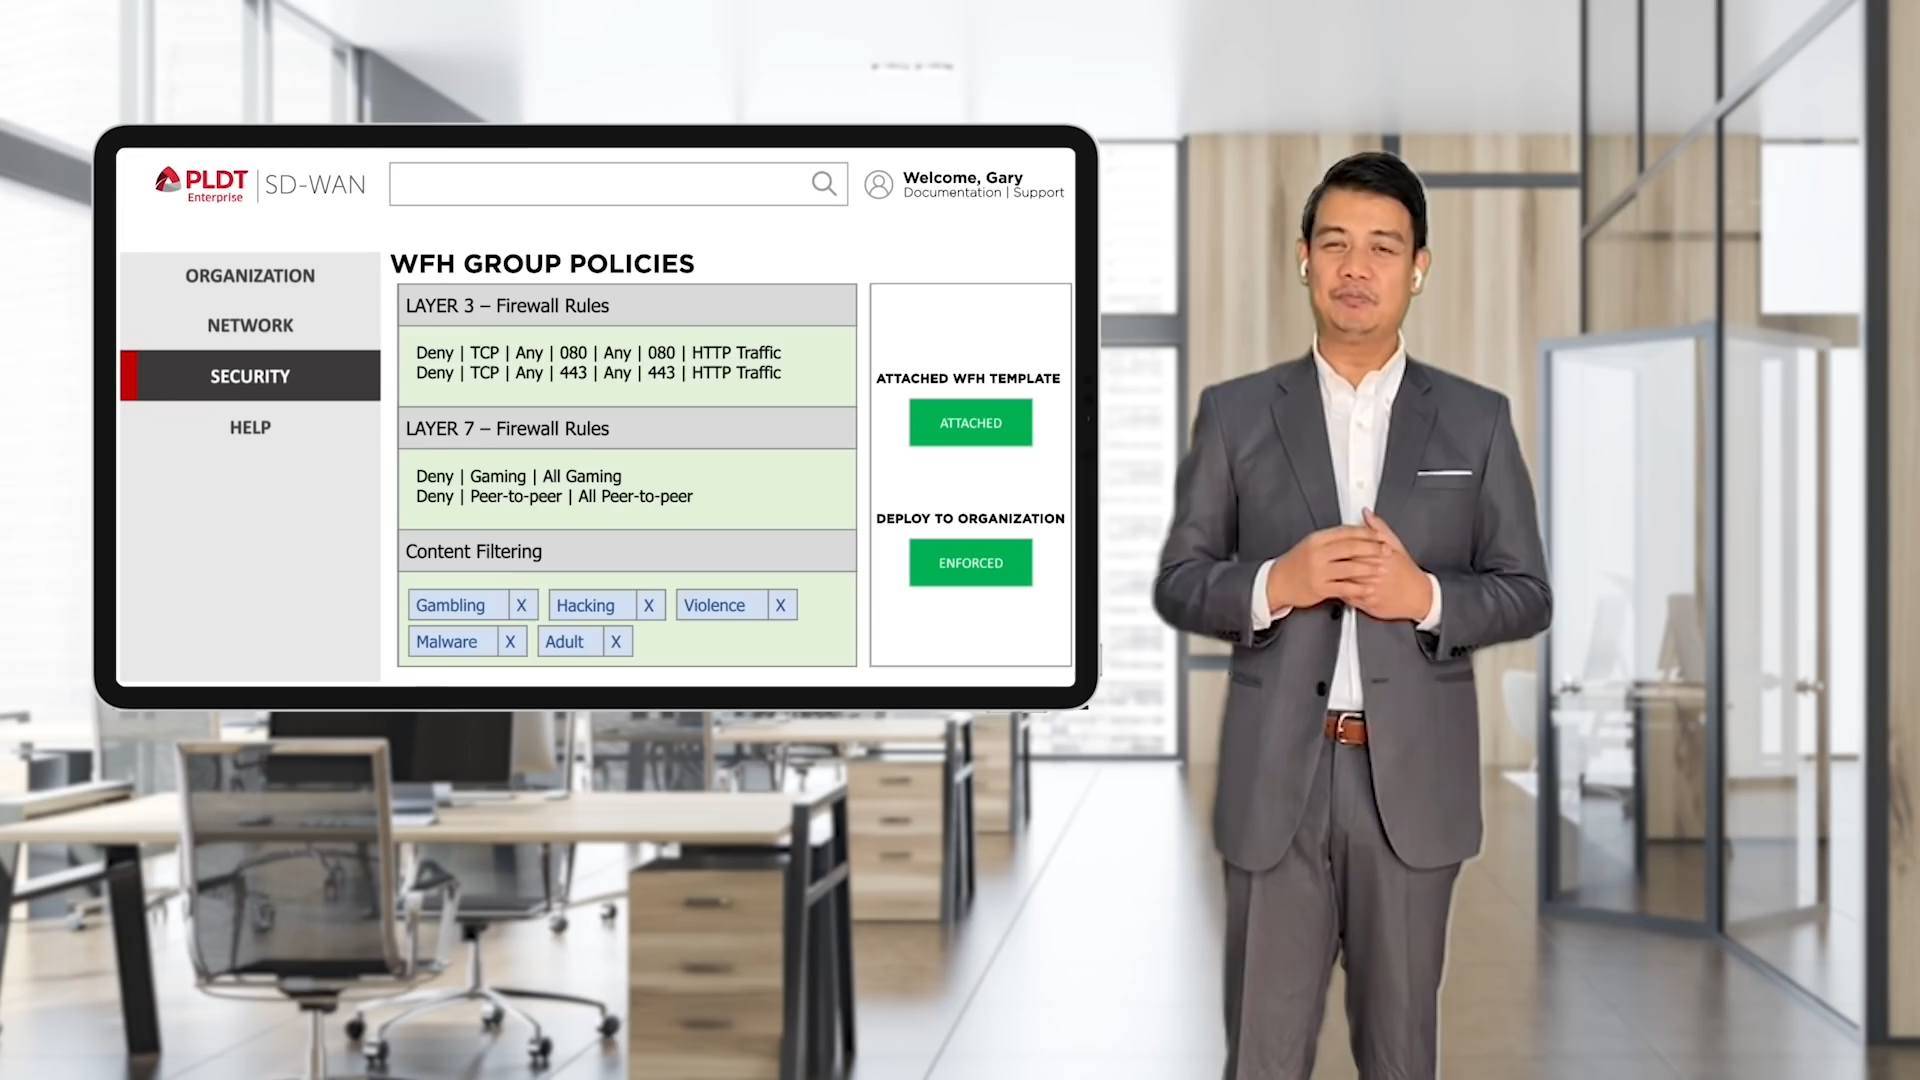 PLDT
Enterprise
SD-WAN
Welcome, Gary
Documentation | Support
ORGANIZATION
NETWORK
SECURITY
HELP
WFH GROUP POLICIES
LAYER 3 – Firewall Rules
Deny | TCP | Any | 080 | Any | 080 | HTTP Traffic
Deny | TCP | Any | 443 | Any | 443 | HTTP Traffic
LAYER 7 – Firewall Rules
Deny | Gaming | All Gaming
Deny | Peer-to-peer | All Peer-to-peer
Content Filtering
Gambling X Hacking X Violence X
Malware X Adult X
ATTACHED WFH TEMPLATE
ATTACHED
DEPLOY TO ORGANIZATION
ENFORCED